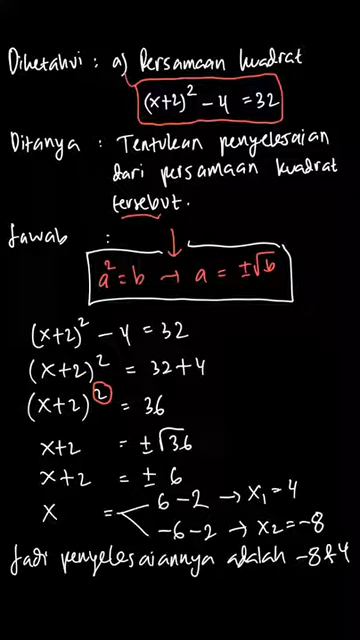 Diketahui : a) Persamaan kuadrat
(x+2)² - 4 = 32
Ditanya : Tentukan penyelesaian
dari persamaan kuadrat
tersebut.
Jawab :
a² = b → a = ±√b
(x+2)² - 4 = 32
(x+2)² = 32+4
(x+2)² = 36
x+2 = ±√36
x+2 = ± 6
x = 6-2 → x₁ = 4
-6-2 → x₂ = -8
Jadi penyelesaiannya adalah -8 & 4